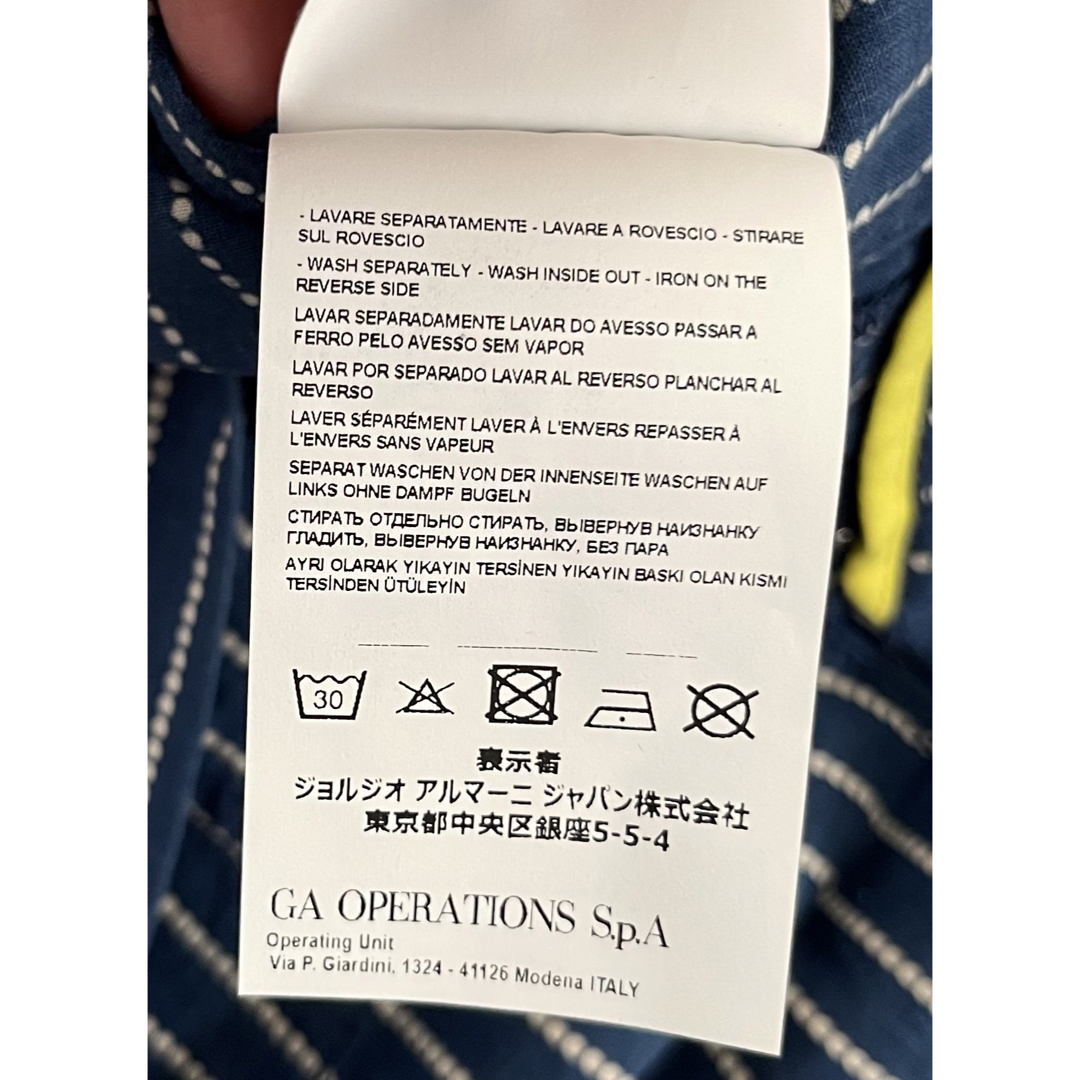 - LAVARE SEPARATAMENTE - LAVARE A ROVESCIO - STIRARE
SUL ROVESCIO
- WASH SEPARATELY - WASH INSIDE OUT - IRON ON THE
REVERSE SIDE
LAVAR SEPARADAMENTE LAVAR DO AVESSO PASSAR A
FERRO PELO AVESSO SEM VAPOR
LAVAR POR SEPARADO LAVAR AL REVERSO PLANCHAR AL
REVERSO
LAVER SÉPARÉMENT LAVER À L'ENVERS REPASSER À
L'ENVERS SANS VAPEUR
SEPARAT WASCHEN VON DER INNENSEITE WASCHEN AUF
LINKS OHNE DAMPF BUGELN
СТИРАТЬ ОТДЕЛЬНО СТИРАТЬ, ВЫВЕРНУВ НАИЗНАНКУ
ГЛАДИТЬ, ВЫВЕРНУВ НАИЗНАНКУ, БЕЗ ПАРА
AYRI OLARAK YIKAYIN TERSİNEN YIKAYIN BASKI OLAN KISMI
TERSİNDEN ÜTÜLEYİN
30
表示者
ジョルジオ アルマーニ ジャパン株式会社
東京都中央区銀座5-5-4
GA OPERATIONS S.p.A
Operating Unit
Via P. Giardini, 1324 - 41126 Modena ITALY